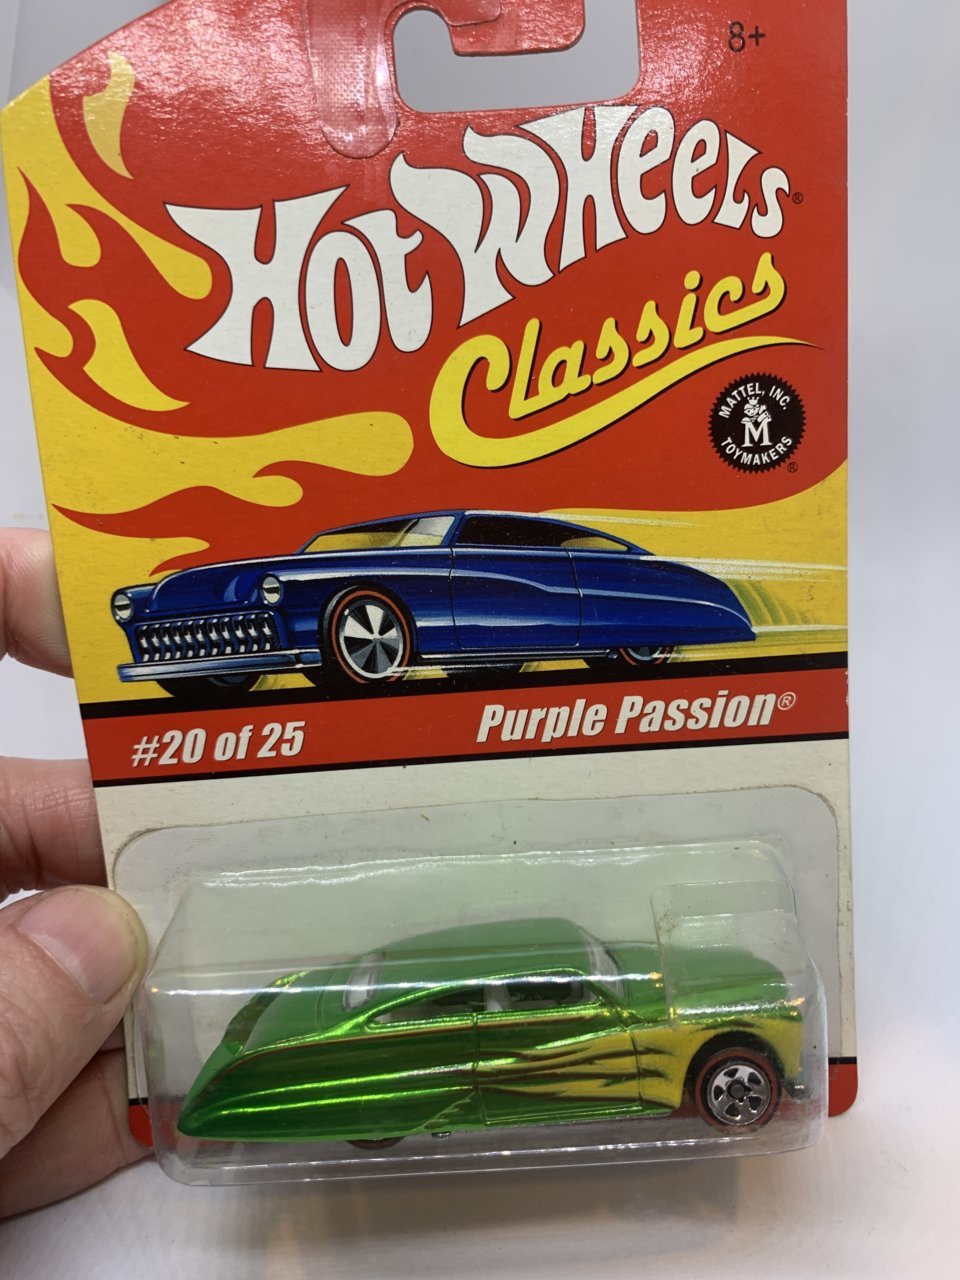 8+
Hot Wheels®
Classics
MATTEL, INC.
M
TOYMAKERS
®
#20 of 25
Purple Passion®